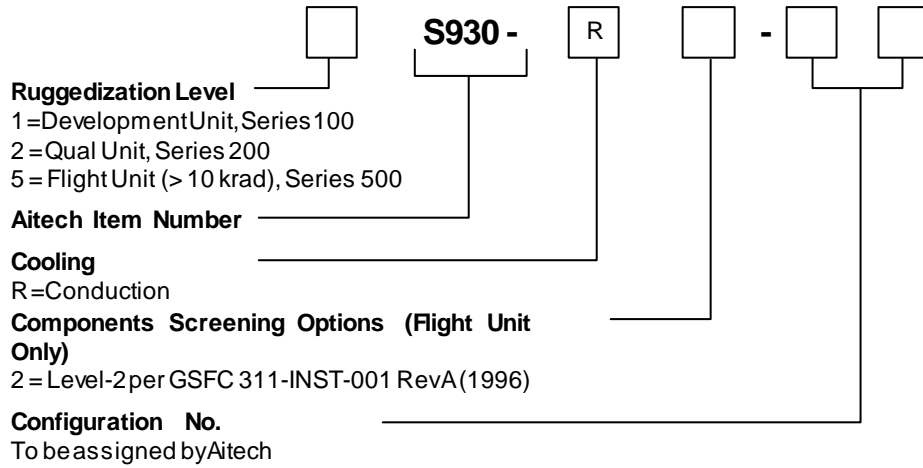 S930 - R -
Ruggedization Level
1 = Development Unit, Series 100
2 = Qual Unit, Series 200
5 = Flight Unit (> 10 krad), Series 500
Aitech Item Number
Cooling
R = Conduction
Components Screening Options (Flight Unit
Only)
2 = Level-2 per GSFC 311-INST-001 RevA (1996)
Configuration No.
To be assigned by Aitech